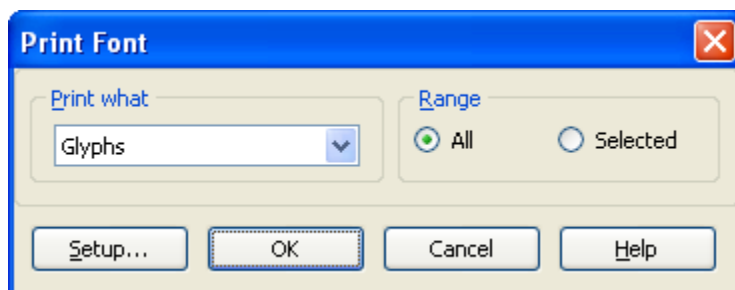 Print Font
Print what
Range
Glyphs
All
Selected
Setup...
OK
Cancel
Help